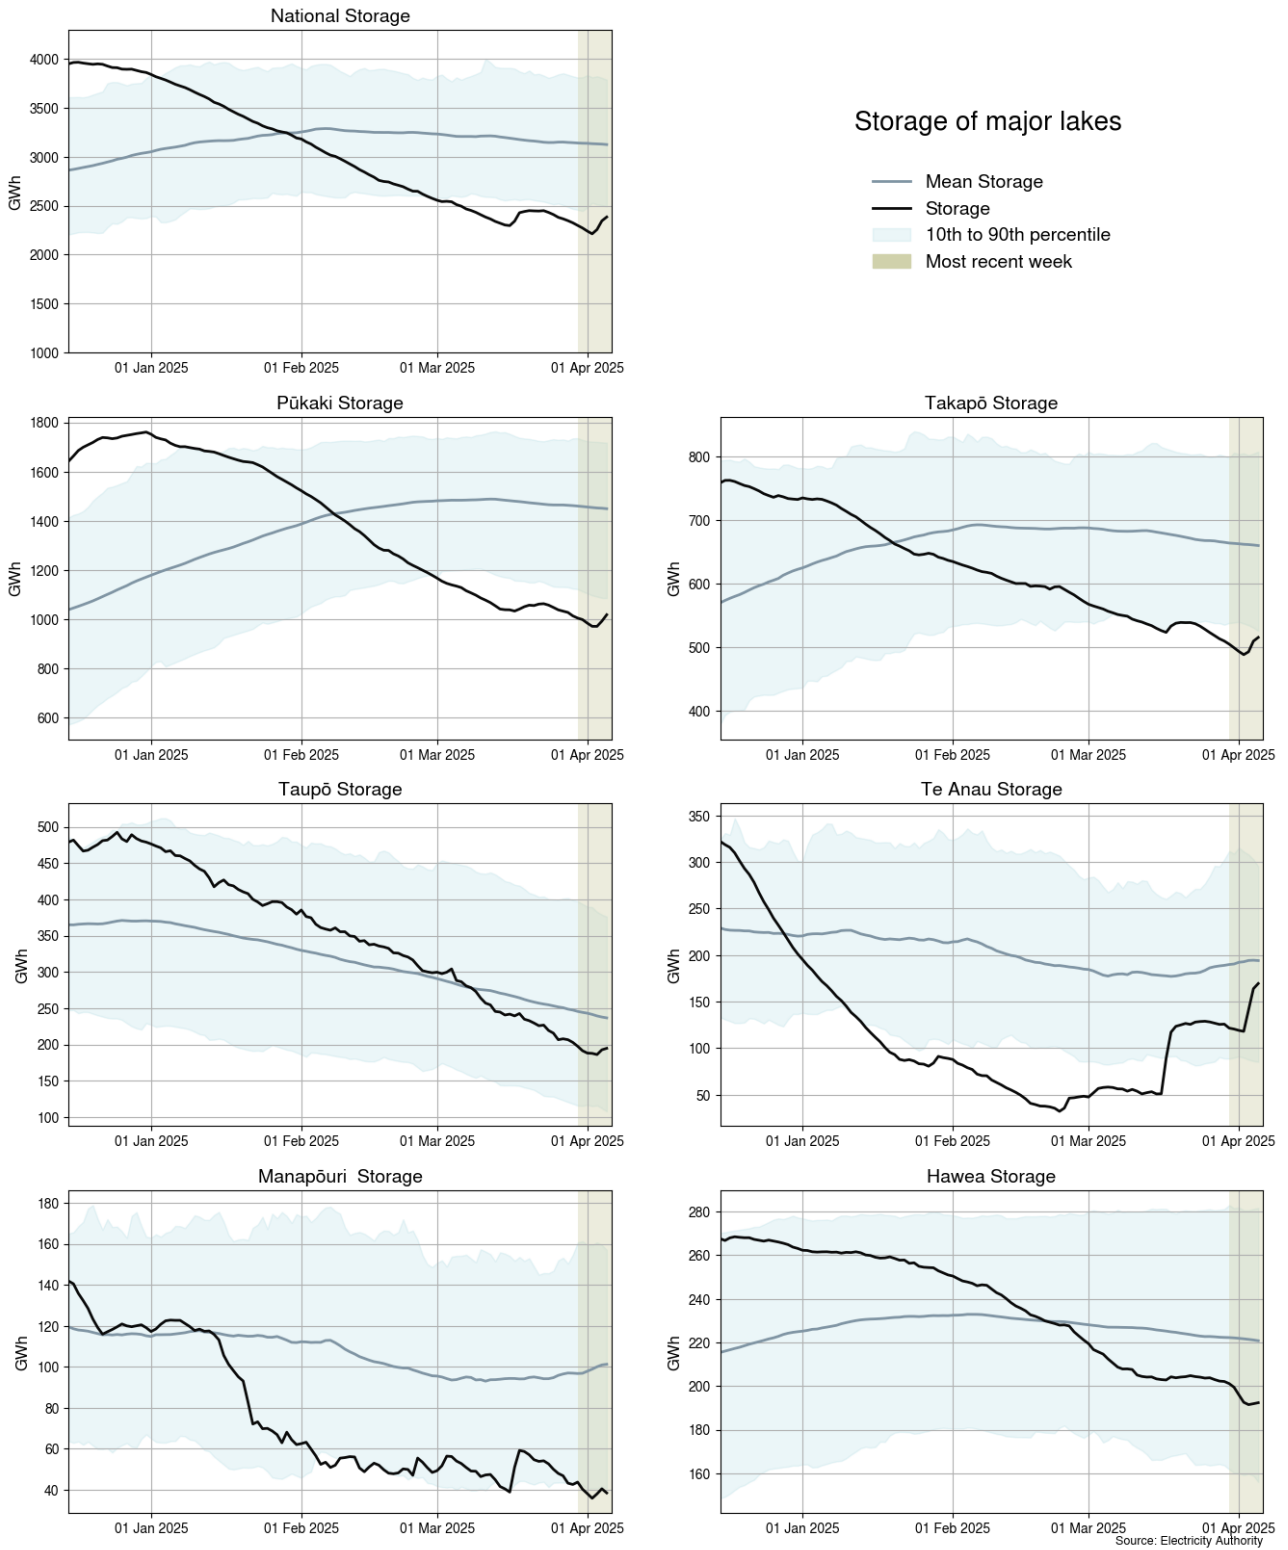 National Storage
4000
3500
3000
2500
2000
1500
1000
GWh
01 Jan 2025 01 Feb 2025 01 Mar 2025 01 Apr 2025
Storage of major lakes
Mean Storage
Storage
10th to 90th percentile
Most recent week
Pūkaki Storage
1800
1600
1400
1200
1000
800
600
GWh
01 Jan 2025 01 Feb 2025 01 Mar 2025 01 Apr 2025
Takapō Storage
800
700
600
500
400
GWh
01 Jan 2025 01 Feb 2025 01 Mar 2025 01 Apr 2025
Taupō Storage
500
450
400
350
300
250
200
150
100
GWh
01 Jan 2025 01 Feb 2025 01 Mar 2025 01 Apr 2025
Te Anau Storage
350
300
250
200
150
100
50
GWh
01 Jan 2025 01 Feb 2025 01 Mar 2025 01 Apr 2025
Manapōuri  Storage
180
160
140
120
100
80
60
40
GWh
01 Jan 2025 01 Feb 2025 01 Mar 2025 01 Apr 2025
Hawea Storage
280
260
240
220
200
180
160
GWh
01 Jan 2025 01 Feb 2025 01 Mar 2025 01 Apr 2025
Source: Electricity Authority